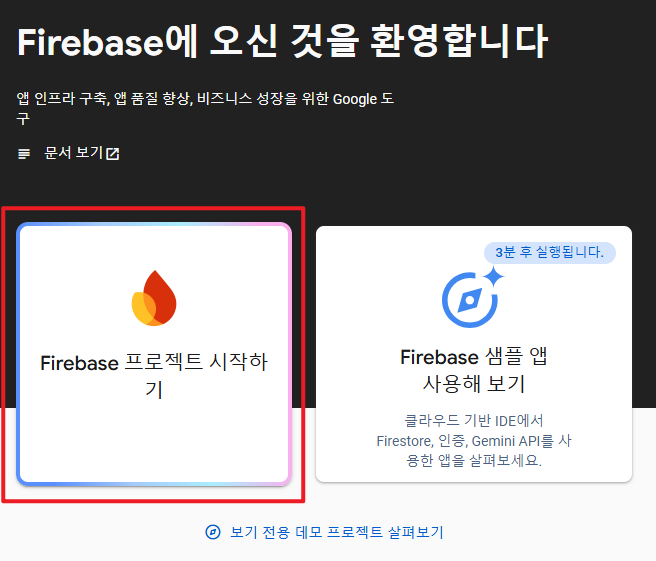 Firebase에 오신 것을 환영합니다
앱 인프라 구축, 앱 품질 향상, 비즈니스 성장을 위한 Google 도
구
문서 보기
Firebase 프로젝트 시작하
기
3분 후 실행됩니다.
Firebase 샘플 앱
사용해 보기
클라우드 기반 IDE에서
Firestore, 인증, Gemini API를 사
용한 앱을 살펴보세요.
보기 전용 데모 프로젝트 살펴보기